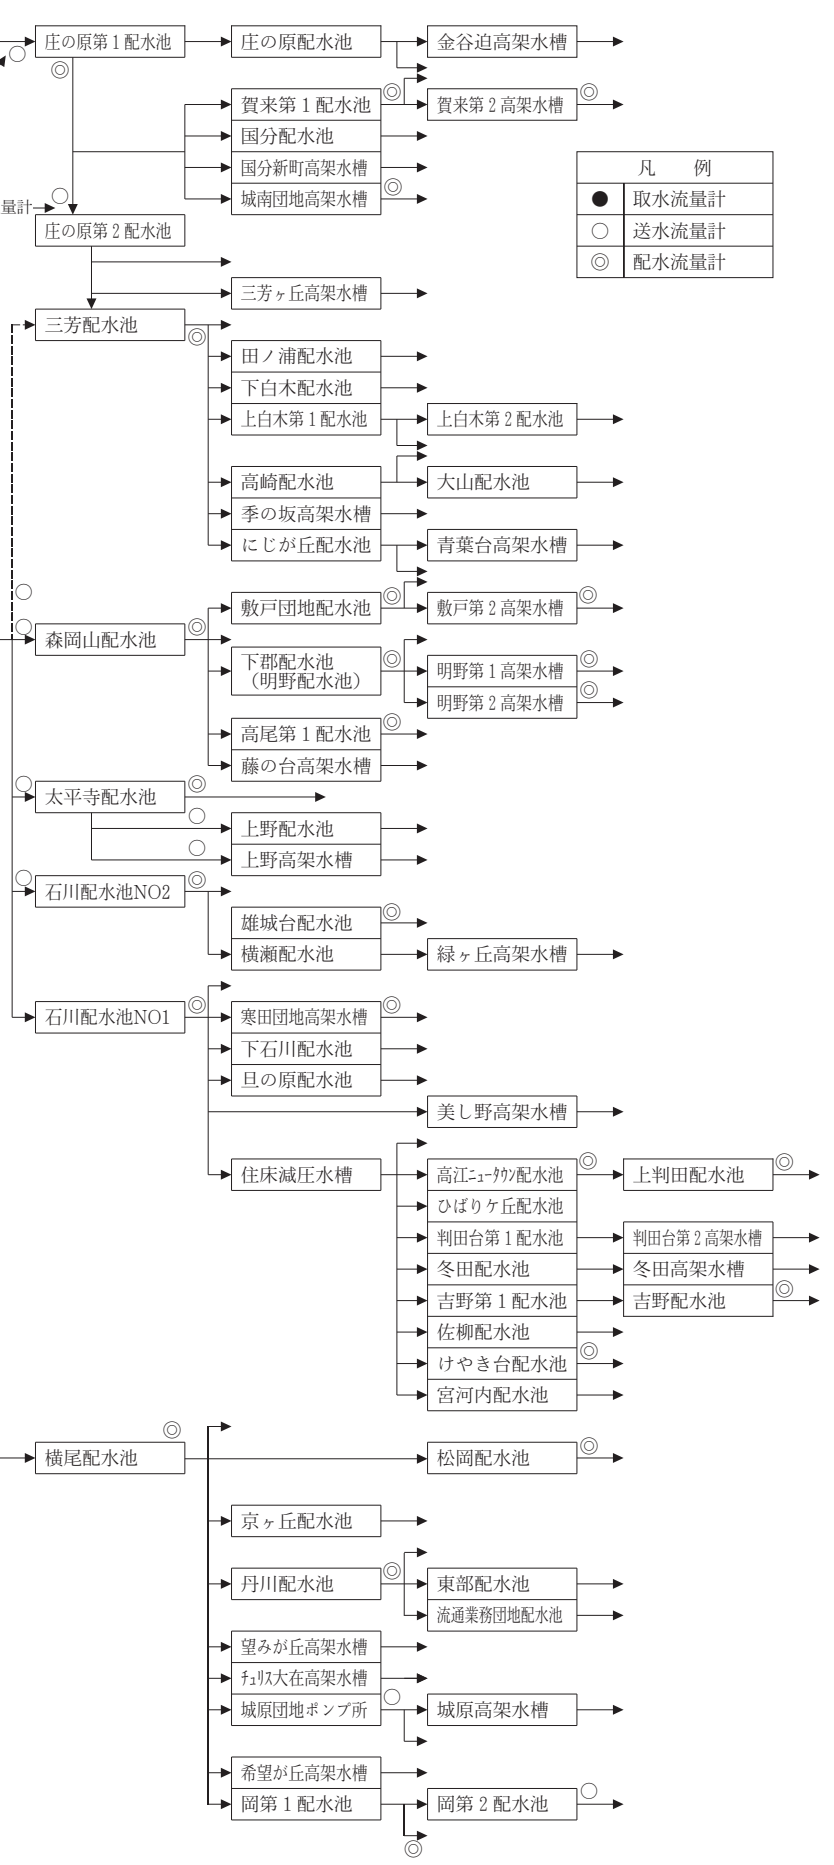 庄の原第１配水池
庄の原配水池
金谷迫高架水槽
賀来第１配水池
賀来第２高架水槽
国分配水池
国分新町高架水槽
城南団地高架水槽
凡　例
● 取水流量計
○ 送水流量計
◎ 配水流量計
量計
庄の原第２配水池
三芳ヶ丘高架水槽
三芳配水池
田ノ浦配水池
下白木配水池
上白木第１配水池
上白木第２配水池
高崎配水池
大山配水池
季の坂高架水槽
にじが丘配水池
青葉台高架水槽
敷戸団地配水池
敷戸第２高架水槽
森岡山配水池
下郡配水池
（明野配水池）
明野第１高架水槽
明野第２高架水槽
高尾第１配水池
藤の台高架水槽
太平寺配水池
上野配水池
上野高架水槽
石川配水池NO2
雄城台配水池
横瀬配水池
緑ヶ丘高架水槽
石川配水池NO1
寒田団地高架水槽
下石川配水池
旦の原配水池
美し野高架水槽
住床減圧水槽
高江ﾆｭｰﾀｳﾝ配水池
上判田配水池
ひばりケ丘配水池
判田台第１配水池
判田台第２高架水槽
冬田配水池
冬田高架水槽
吉野第１配水池
吉野配水池
佐柳配水池
けやき台配水池
宮河内配水池
横尾配水池
松岡配水池
京ヶ丘配水池
丹川配水池
東部配水池
流通業務団地配水池
望みが丘高架水槽
ﾁｭﾘｽ大在高架水槽
城原団地ポンプ所
城原高架水槽
希望が丘高架水槽
岡第１配水池
岡第２配水池